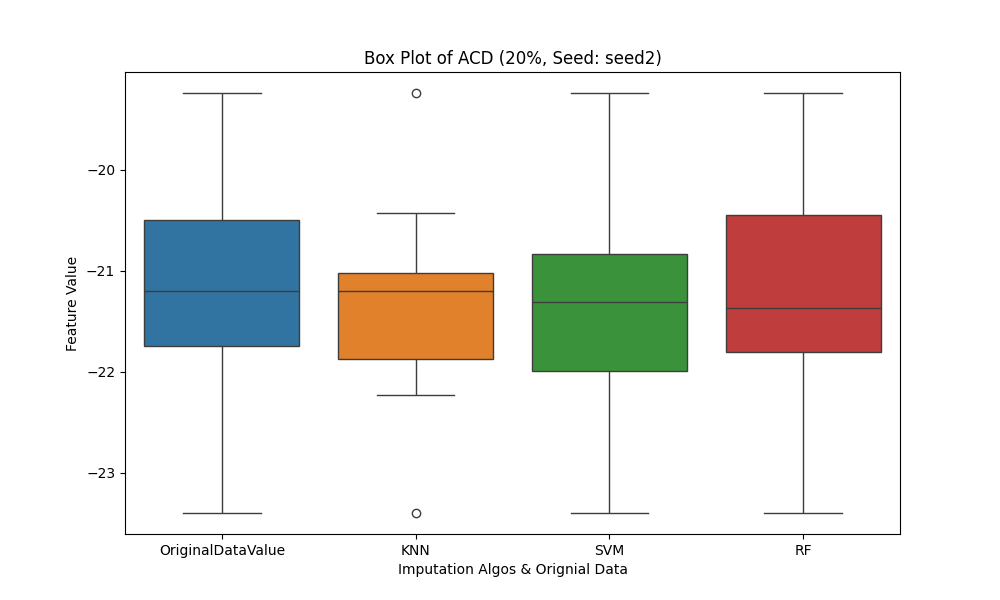 Box Plot of ACD (20%, Seed: seed2)
−20
−21
−22
−23
Feature Value
OriginalDataValue
KNN
SVM
RF
Imputation Algos & Orignial Data